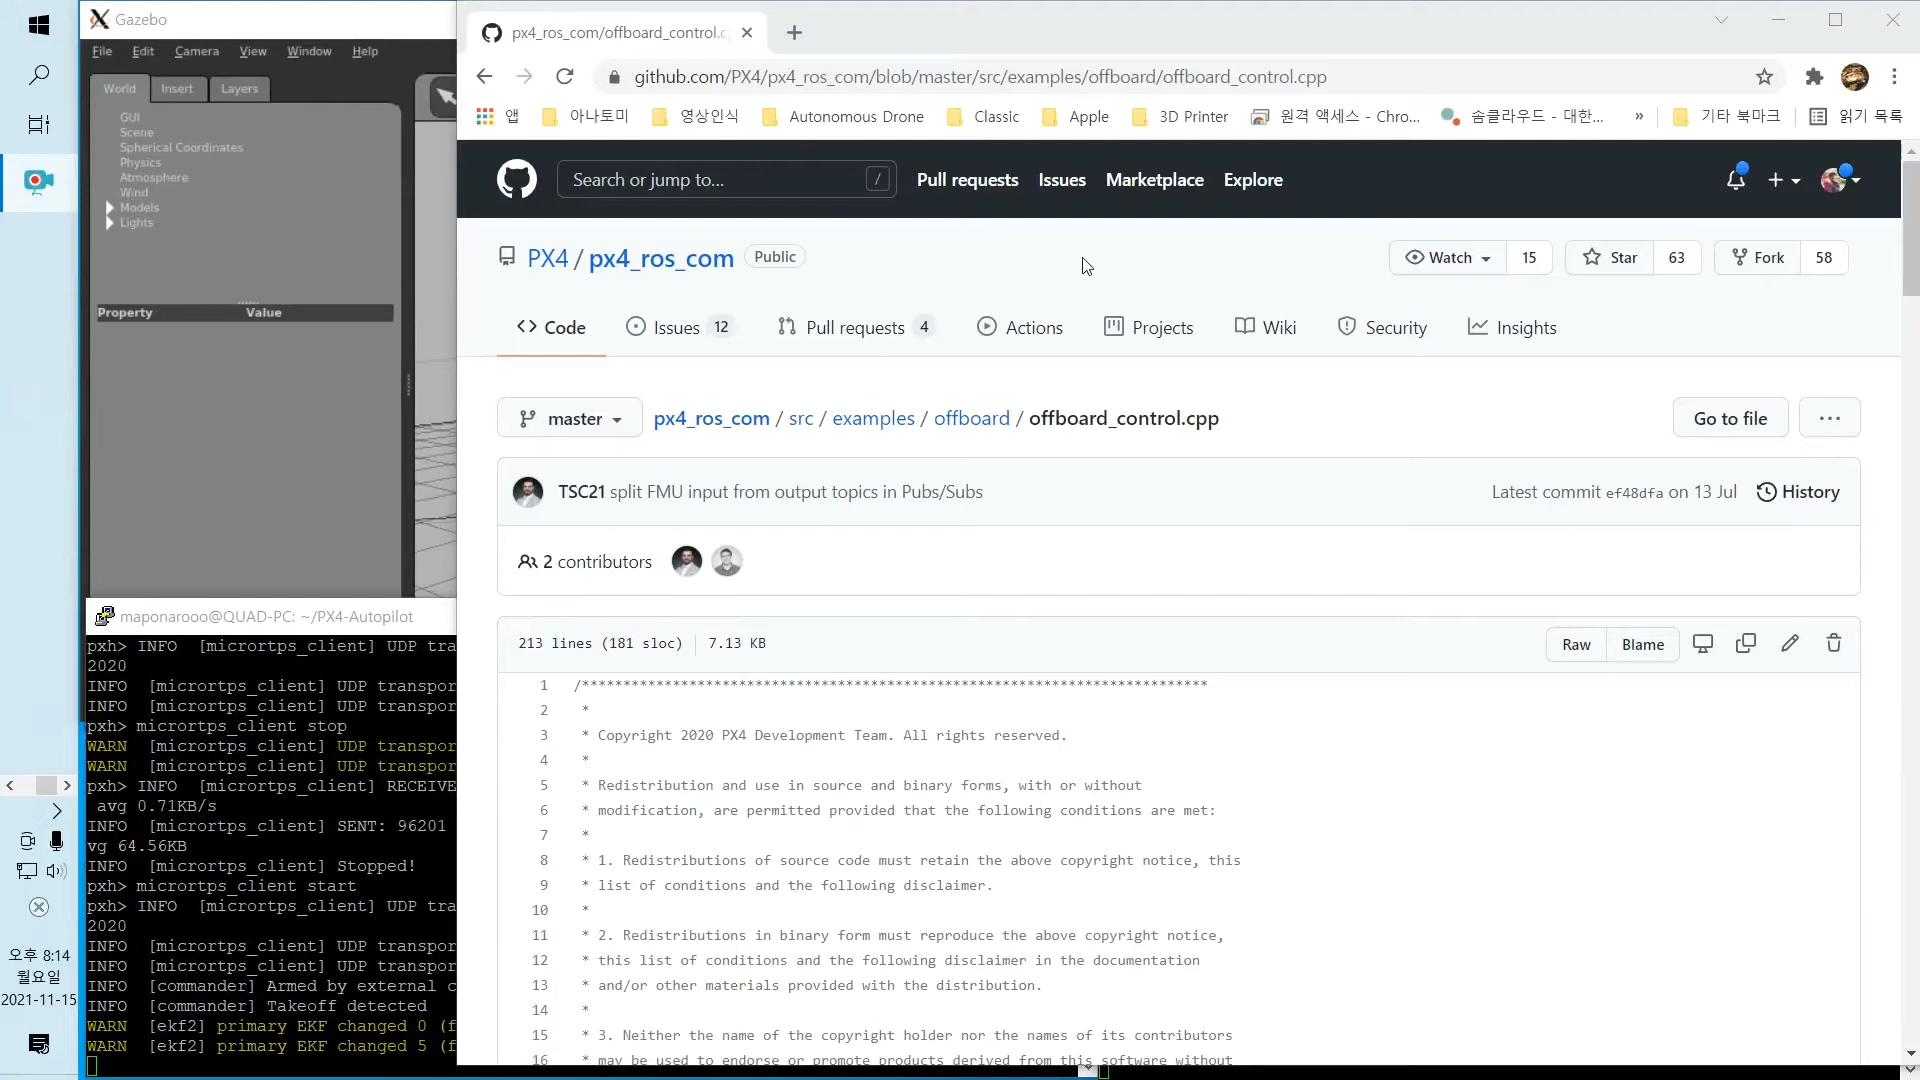 Gazebo
File Edit Camera View Window Help
World Insert Layers
GUI
Scene
Spherical Coordinates
Physics
Atmosphere
Wind
Models
Lights
Property Value
maponarooo@QUAD-PC: ~/PX4-Autopilot
pxh> INFO [micrortps_client] UDP tra
2020
INFO [micrortps_client] UDP transpor
INFO [micrortps_client] UDP transpor
pxh> micrortps_client stop
WARN [micrortps_client] UDP transpor
WARN [micrortps_client] UDP transpor
pxh> INFO [micrortps_client] RECEIVE
avg 0.71KB/s
INFO [micrortps_client] SENT: 96201
vg 64.56KB
INFO [micrortps_client] Stopped!
pxh> micrortps_client start
pxh> INFO [micrortps_client] UDP tra
2020
INFO [micrortps_client] UDP transpor
INFO [micrortps_client] UDP transpor
INFO [commander] Armed by external c
INFO [commander] Takeoff detected
WARN [ekf2] primary EKF changed 0 (f
WARN [ekf2] primary EKF changed 5 (f
오후 8:14
월요일
2021-11-15
px4_ros_com/offboard_control.c
github.com/PX4/px4_ros_com/blob/master/src/examples/offboard/offboard_control.cpp
앱 아나토미 영상인식 Autonomous Drone Classic Apple 3D Printer 원격 액세스 - Chro... 솜클라우드 - 대한... » 기타 북마크 읽기 목록
Search or jump to... / Pull requests Issues Marketplace Explore
PX4 / px4_ros_com Public Watch 15 Star 63 Fork 58
Code Issues 12 Pull requests 4 Actions Projects Wiki Security Insights
master px4_ros_com / src / examples / offboard / offboard_control.cpp Go to file ...
TSC21 split FMU input from output topics in Pubs/Subs Latest commit ef48dfa on 13 Jul History
2 contributors
213 lines (181 sloc) 7.13 KB Raw Blame
1 /****************************************************************************
2 *
3 * Copyright 2020 PX4 Development Team. All rights reserved.
4 *
5 * Redistribution and use in source and binary forms, with or without
6 * modification, are permitted provided that the following conditions are met:
7 *
8 * 1. Redistributions of source code must retain the above copyright notice, this
9 * list of conditions and the following disclaimer.
10 *
11 * 2. Redistributions in binary form must reproduce the above copyright notice,
12 * this list of conditions and the following disclaimer in the documentation
13 * and/or other materials provided with the distribution.
14 *
15 * 3. Neither the name of the copyright holder nor the names of its contributors
16 * may be used to endorse or promote products derived from this software without